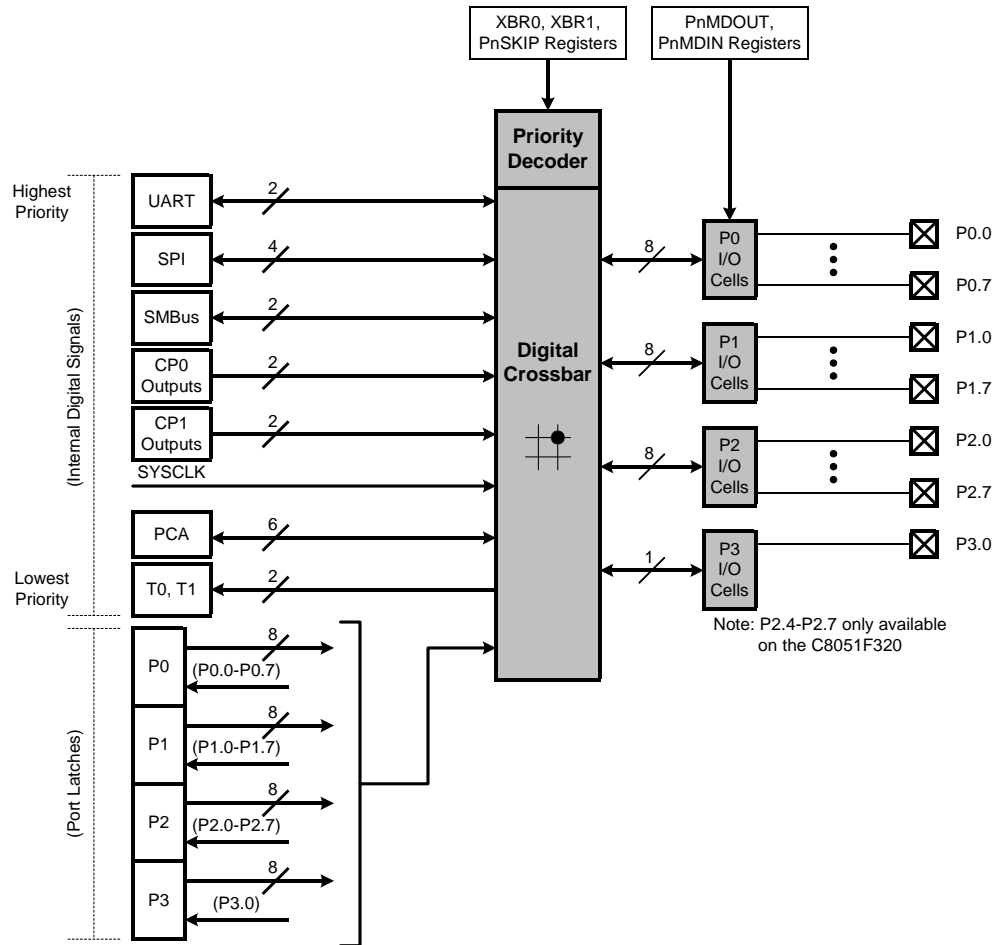 XBR0, XBR1,
PnSKIP Registers
PnMDOUT,
PnMDIN Registers
Priority
Decoder
Highest
Priority
(Internal Digital Signals)
UART
2
SPI
4
SMBus
2
CP0
Outputs
2
CP1
Outputs
2
SYSCLK
PCA
6
Lowest
Priority
T0, T1
2
Digital
Crossbar
8
P0
I/O
Cells
P0.0
P0.7
8
P1
I/O
Cells
P1.0
P1.7
8
P2
I/O
Cells
P2.0
P2.7
1
P3
I/O
Cells
P3.0
Note: P2.4-P2.7 only available
on the C8051F320
(Port Latches)
P0
8
(P0.0-P0.7)
P1
8
(P1.0-P1.7)
P2
8
(P2.0-P2.7)
P3
8
(P3.0)